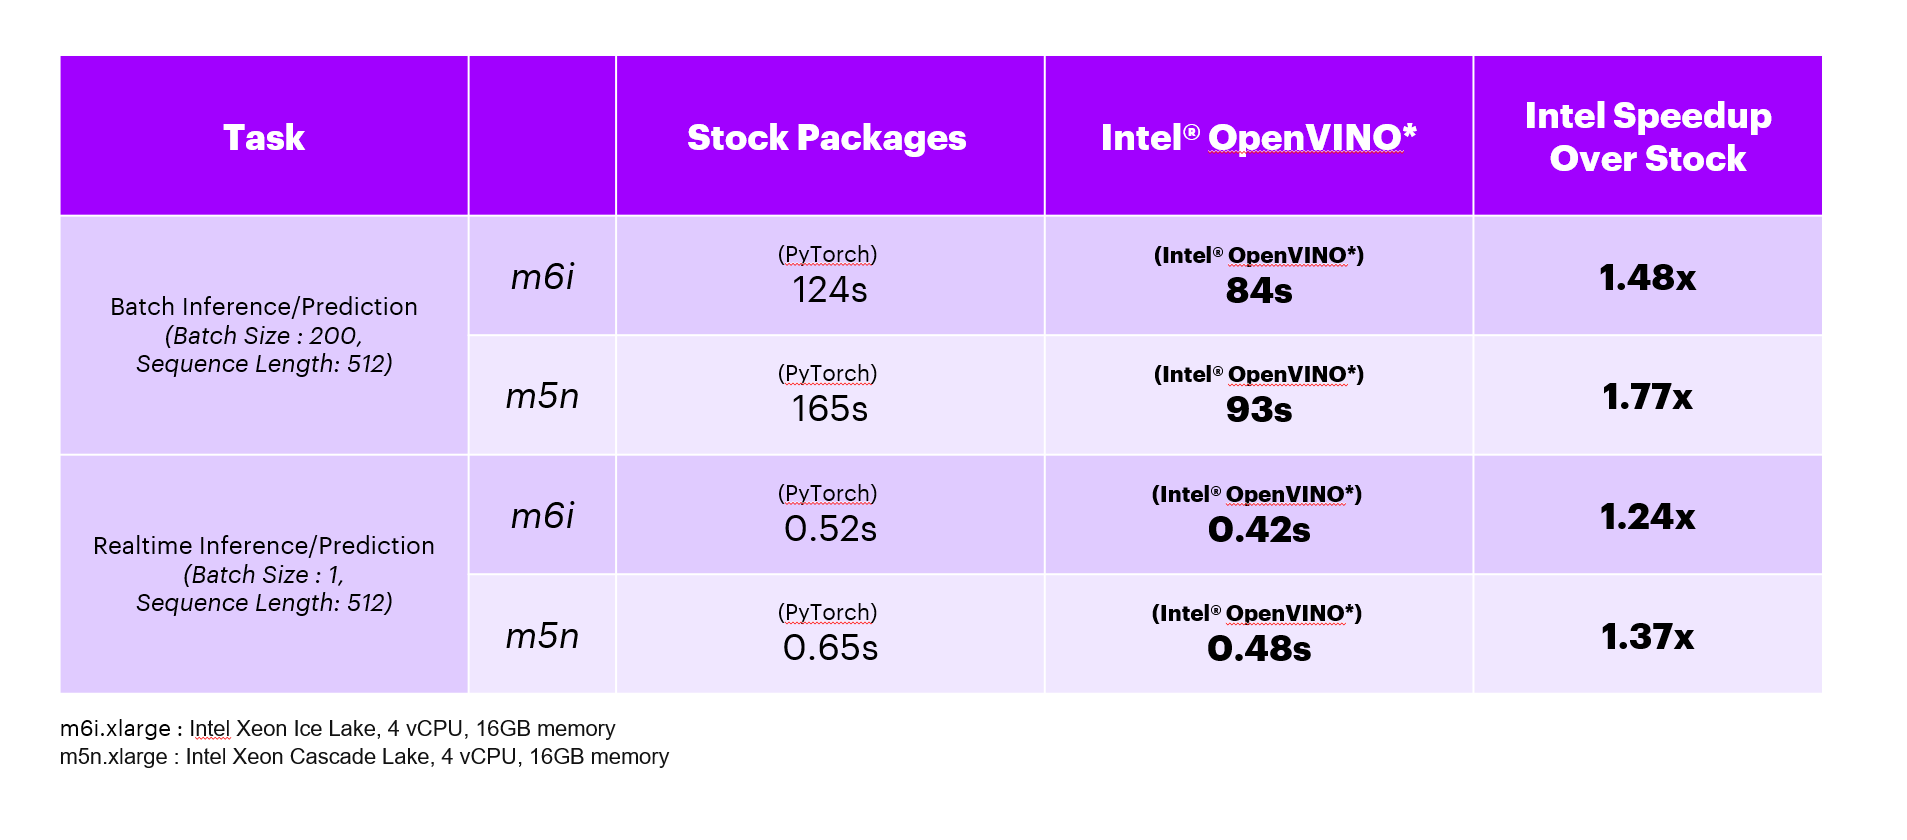 Task
Stock Packages
Intel® OpenVINO*
Intel Speedup
Over Stock
Batch Inference/Prediction
(Batch Size : 200,
Sequence Length: 512)
m6i
(PyTorch)
124s
(Intel® OpenVINO*)
84s
1.48x
m5n
(PyTorch)
165s
(Intel® OpenVINO*)
93s
1.77x
Realtime Inference/Prediction
(Batch Size : 1,
Sequence Length: 512)
m6i
(PyTorch)
0.52s
(Intel® OpenVINO*)
0.42s
1.24x
m5n
(PyTorch)
0.65s
(Intel® OpenVINO*)
0.48s
1.37x
m6i.xlarge : Intel Xeon Ice Lake, 4 vCPU, 16GB memory
m5n.xlarge : Intel Xeon Cascade Lake, 4 vCPU, 16GB memory